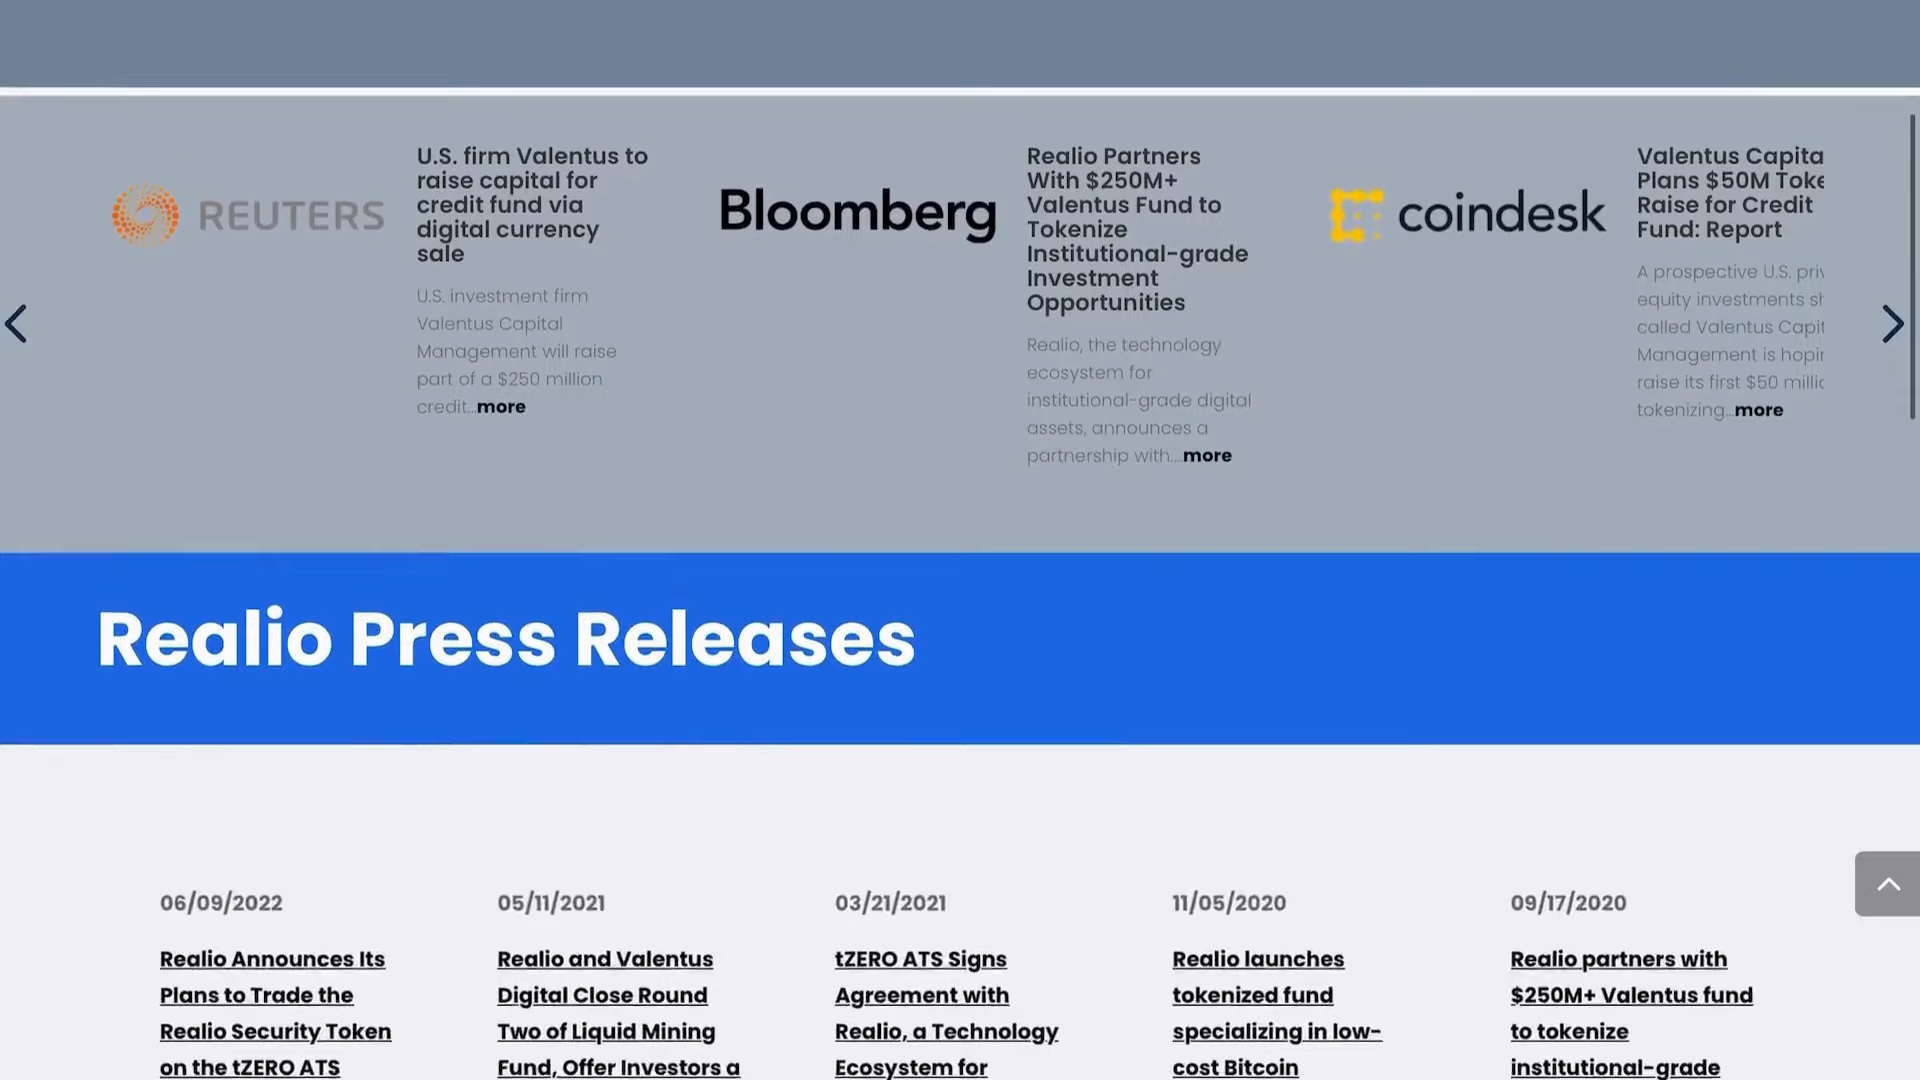 REUTERS
U.S. firm Valentus to
raise capital for
credit fund via
digital currency
sale
U.S. investment firm
Valentus Capital
Management will raise
part of a $250 million
credit...more
Bloomberg
Realio Partners
With $250M+
Valentus Fund to
Tokenize
Institutional-grade
Investment
Opportunities
Realio, the technology
ecosystem for
institutional-grade digital
assets, announces a
partnership with....more
coindesk
Valentus Capita
Plans $50M Toke
Raise for Credit
Fund: Report
A prospective U.S. priv
equity investments sh
called Valentus Capit
Management is hopin
raise its first $50 millic
tokenizing...more
Realio Press Releases
06/09/2022
Realio Announces Its
Plans to Trade the
Realio Security Token
on the tZERO ATS
05/11/2021
Realio and Valentus
Digital Close Round
Two of Liquid Mining
Fund, Offer Investors a
03/21/2021
tZERO ATS Signs
Agreement with
Realio, a Technology
Ecosystem for
11/05/2020
Realio launches
tokenized fund
specializing in low-
cost Bitcoin
09/17/2020
Realio partners with
$250M+ Valentus fund
to tokenize
institutional-grade